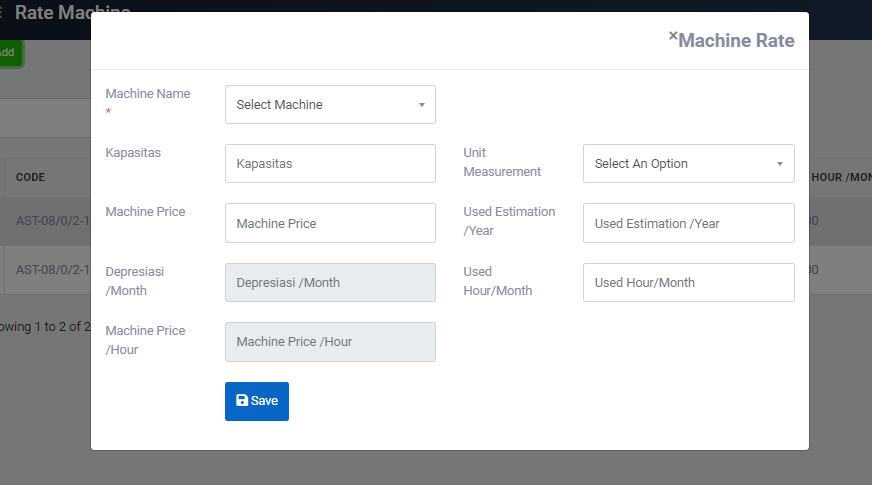 Rate Machine
Add
×Machine Rate
Machine Name
*
Select Machine
Kapasitas
Kapasitas
Unit
Measurement
Select An Option
CODE
HOUR /MON
Machine Price
Machine Price
Used Estimation
/Year
Used Estimation /Year
AST-08/0/2-1
00
Depresiasi
/Month
Depresiasi /Month
Used
Hour/Month
Used Hour/Month
AST-08/0/2-1
00
owing 1 to 2 of 2
Machine Price
/Hour
Machine Price /Hour
Save